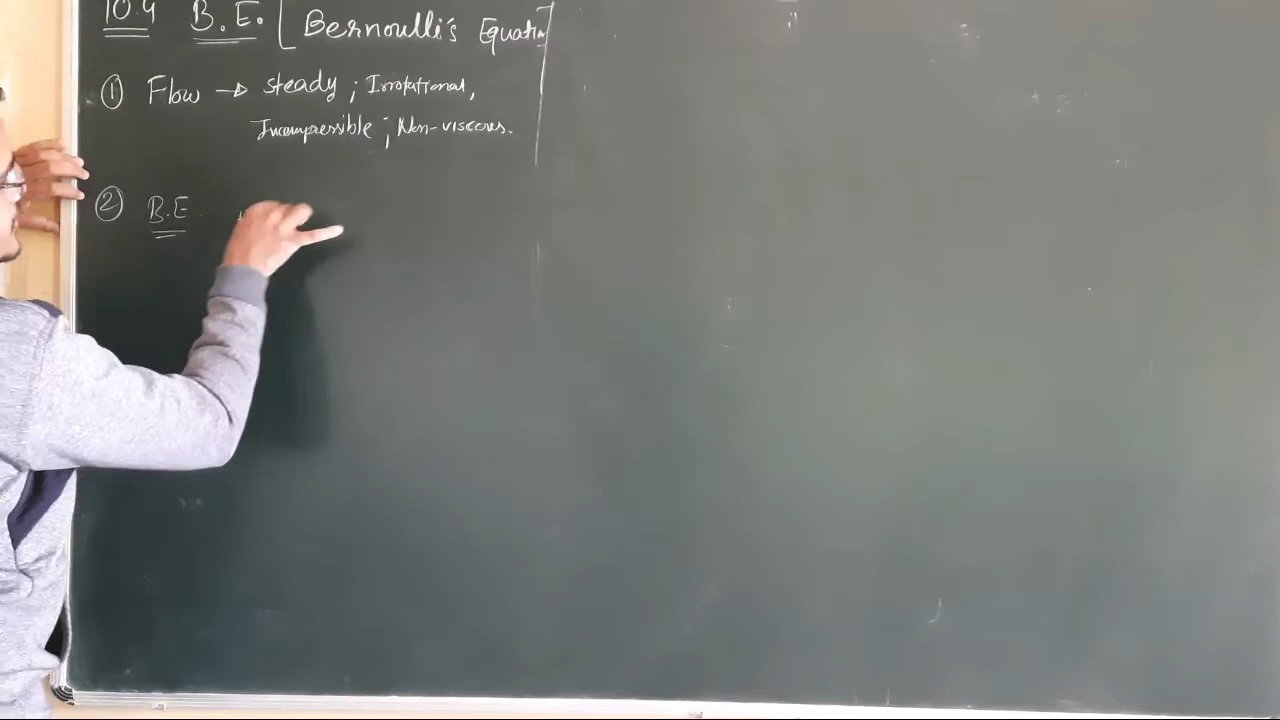 10.4 B.E. [ Bernoulli's Equation
① Flow → steady ; Irrotational,
Incompressible ; Non-viscous.
② B.E